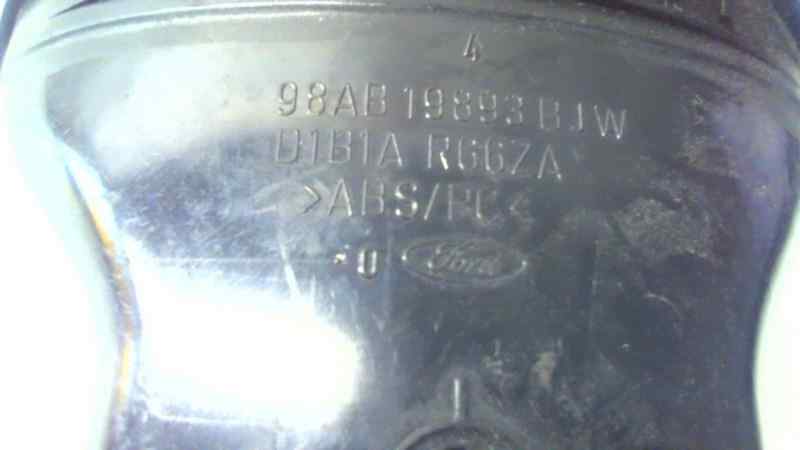 4
98AB 19893 BJW
D1B1A R66ZA
>ABS/PC<
Ford